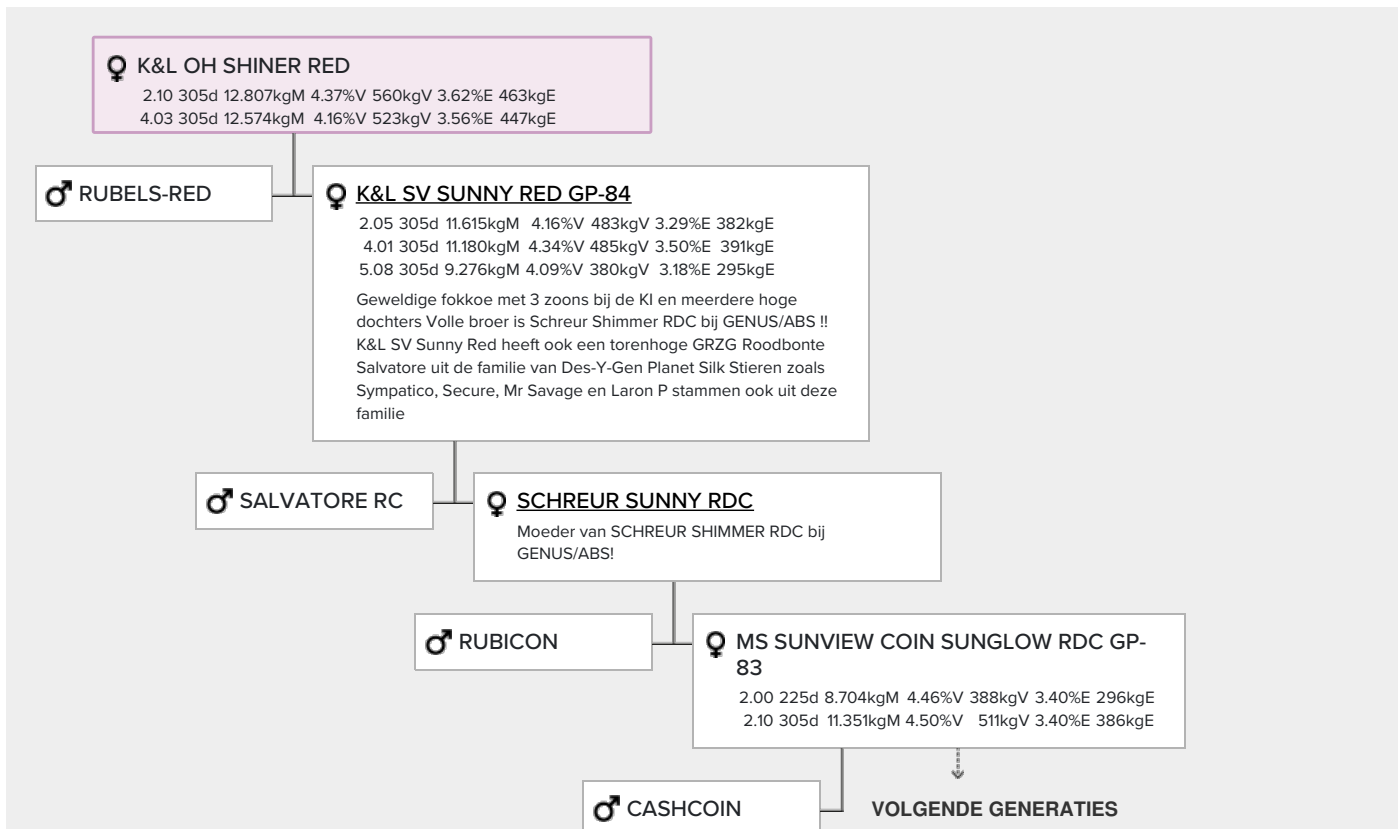 K&L OH SHINER RED
2.10 305d 12.807kgM 4.37%V 560kgV 3.62%E 463kgE
4.03 305d 12.574kgM 4.16%V 523kgV 3.56%E 447kgE
RUBELS-RED
K&L SV SUNNY RED GP-84
2.05 305d 11.615kgM 4.16%V 483kgV 3.29%E 382kgE
4.01 305d 11.180kgM 4.34%V 485kgV 3.50%E 391kgE
5.08 305d 9.276kgM 4.09%V 380kgV 3.18%E 295kgE
Geweldige fokkoe met 3 zoons bij de KI en meerdere hoge
dochters Volle broer is Schreur Shimmer RDC bij GENUS/ABS !!
K&L SV Sunny Red heeft ook een torenhoge GRZG Roodbonte
Salvatore uit de familie van Des-Y-Gen Planet Silk Stieren zoals
Sympatico, Secure, Mr Savage en Laron P stammen ook uit deze
familie
SALVATORE RC
SCHREUR SUNNY RDC
Moeder van SCHREUR SHIMMER RDC bij
GENUS/ABS!
RUBICON
MS SUNVIEW COIN SUNGLOW RDC GP-
83
2.00 225d 8.704kgM 4.46%V 388kgV 3.40%E 296kgE
2.10 305d 11.351kgM 4.50%V 511kgV 3.40%E 386kgE
CASHCOIN
VOLGENDE GENERATIES